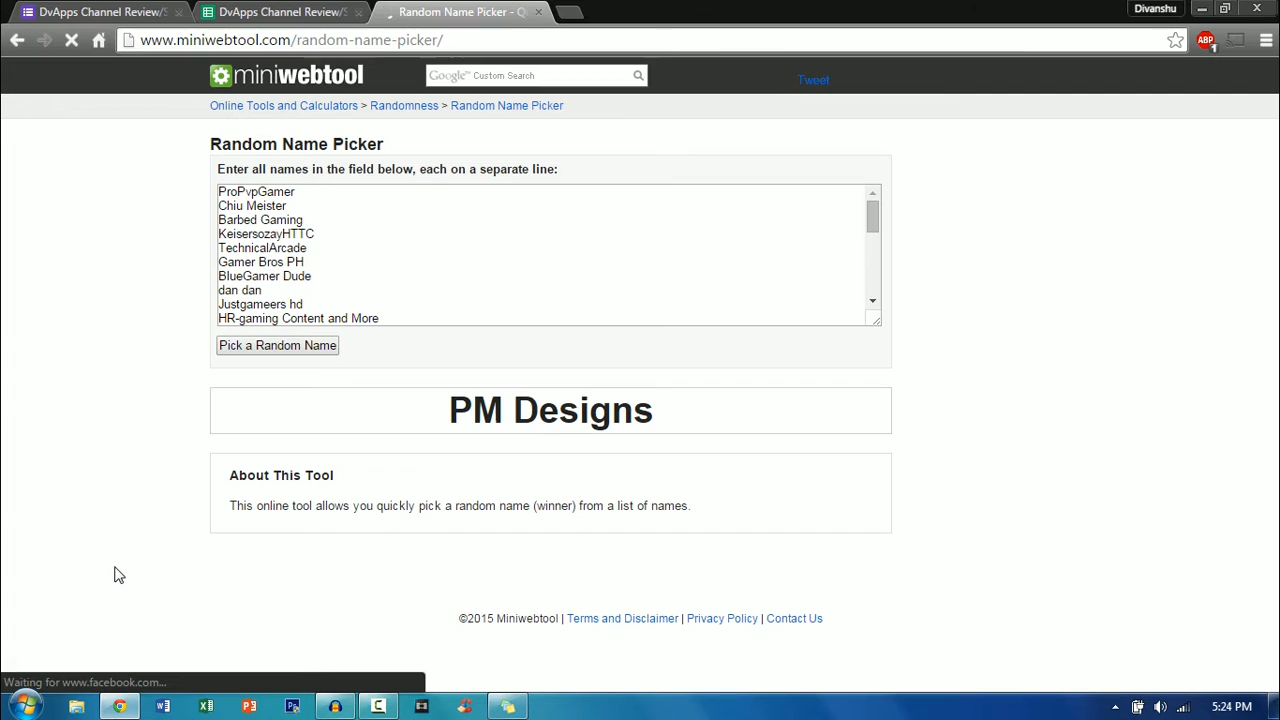 DvApps Channel Review/S
DvApps Channel Review/
Random Name Picker - Q
Divanshu
www.miniwebtool.com/random-name-picker/
ABP
1
miniwebtool
Google Custom Search
Tweet
Online Tools and Calculators > Randomness > Random Name Picker
Random Name Picker
Enter all names in the field below, each on a separate line:
ProPvpGamer
Chiu Meister
Barbed Gaming
KeisersozayHTTC
TechnicalArcade
Gamer Bros PH
BlueGamer Dude
dan dan
Justgameers hd
HR-gaming Content and More
Pick a Random Name
PM Designs
About This Tool
This online tool allows you quickly pick a random name (winner) from a list of names.
©2015 Miniwebtool | Terms and Disclaimer | Privacy Policy | Contact Us
Waiting for www.facebook.com...
5:24 PM